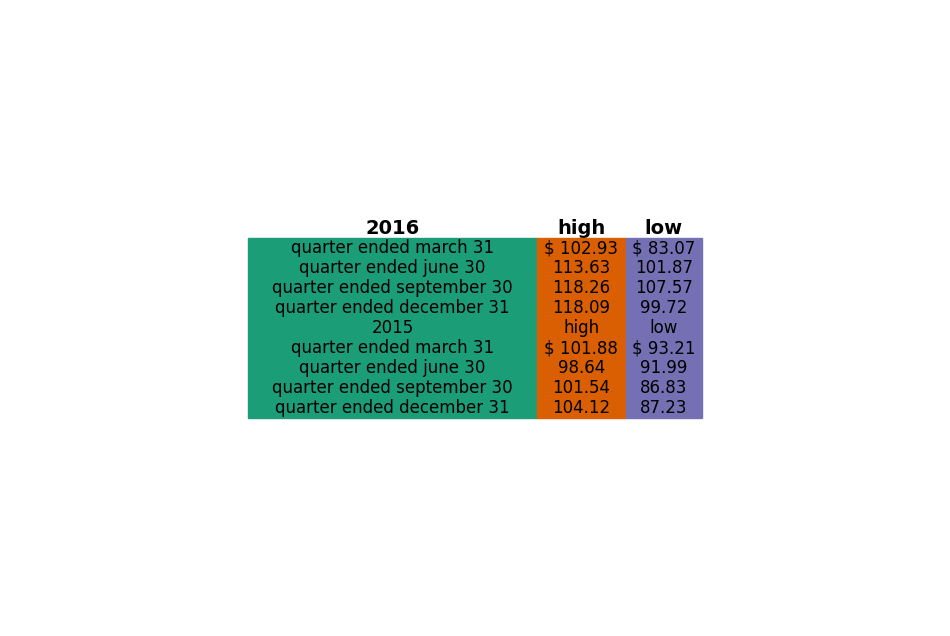 2016 high low
quarter ended march 31 $ 102.93 $ 83.07
quarter ended june 30 113.63 101.87
quarter ended september 30 118.26 107.57
quarter ended december 31 118.09 99.72
2015 high low
quarter ended march 31 $ 101.88 $ 93.21
quarter ended june 30 98.64 91.99
quarter ended september 30 101.54 86.83
quarter ended december 31 104.12 87.23